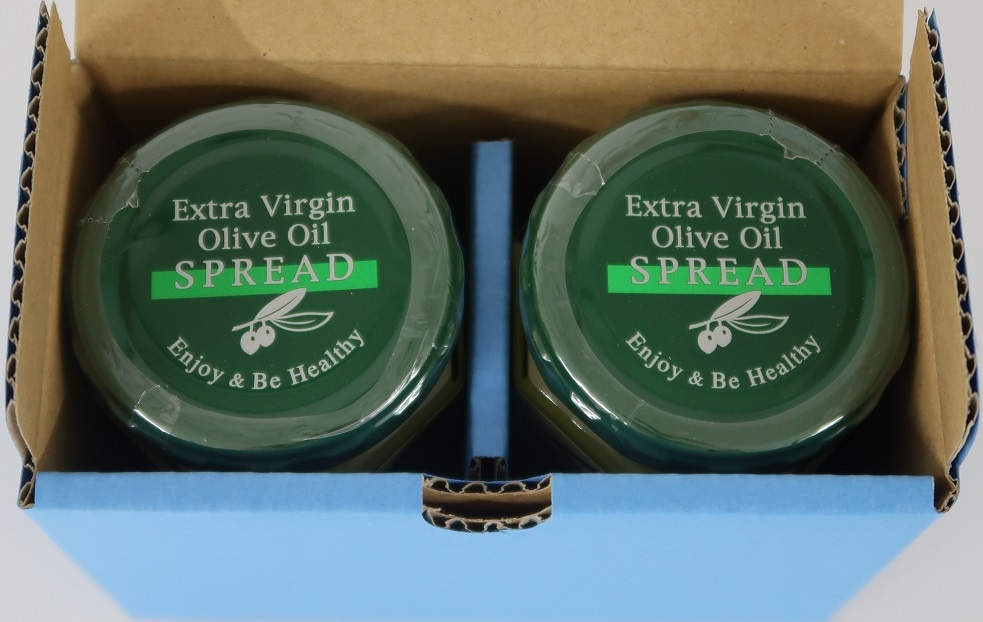 Extra Virgin
Olive Oil
SPREAD
Enjoy & Be Healthy
Extra Virgin
Olive Oil
SPREAD
Enjoy & Be Healthy